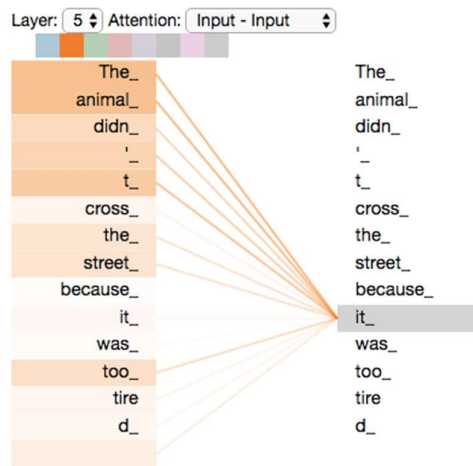 Layer: 5 Attention: Input - Input
The_ The_
animal_ animal_
didn_ didn_
'_ '_
t_ t_
cross_ cross_
the_ the_
street_ street_
because_ because_
it_ it_
was_ was_
too_ too_
tire tire
d_ d_